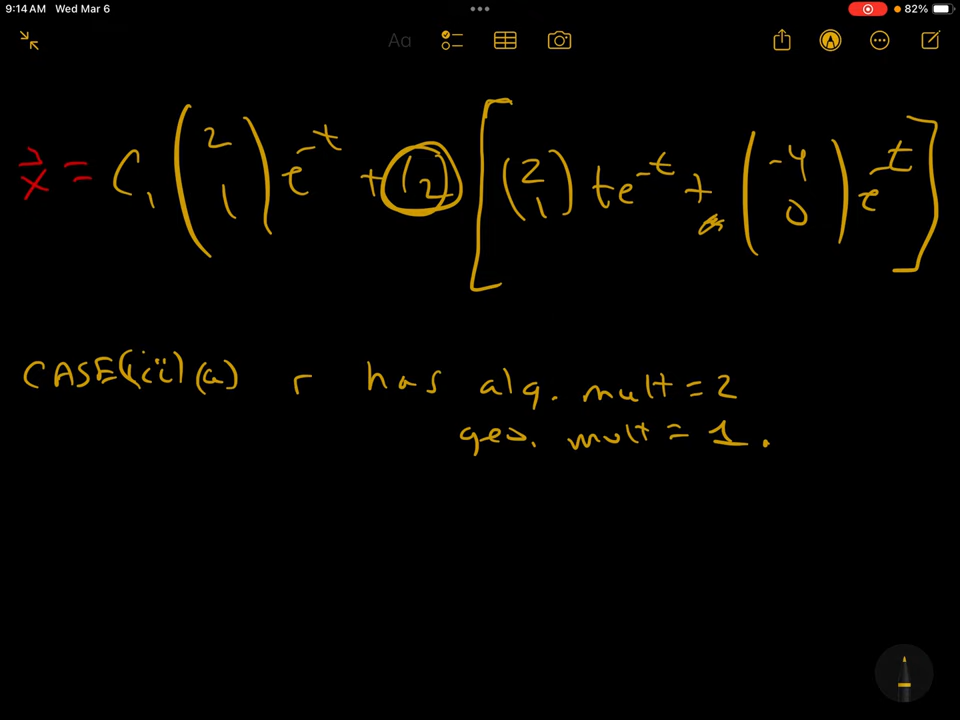 9:14 AM Wed Mar 6
82%
Aa
x⃗ = C₁ (2 1) e^-t + C₂ [(2 1) te^-t + (-4 0) e^-t]
CASE(iii)(a) r has alg. mult = 2
geo. mult = 1.